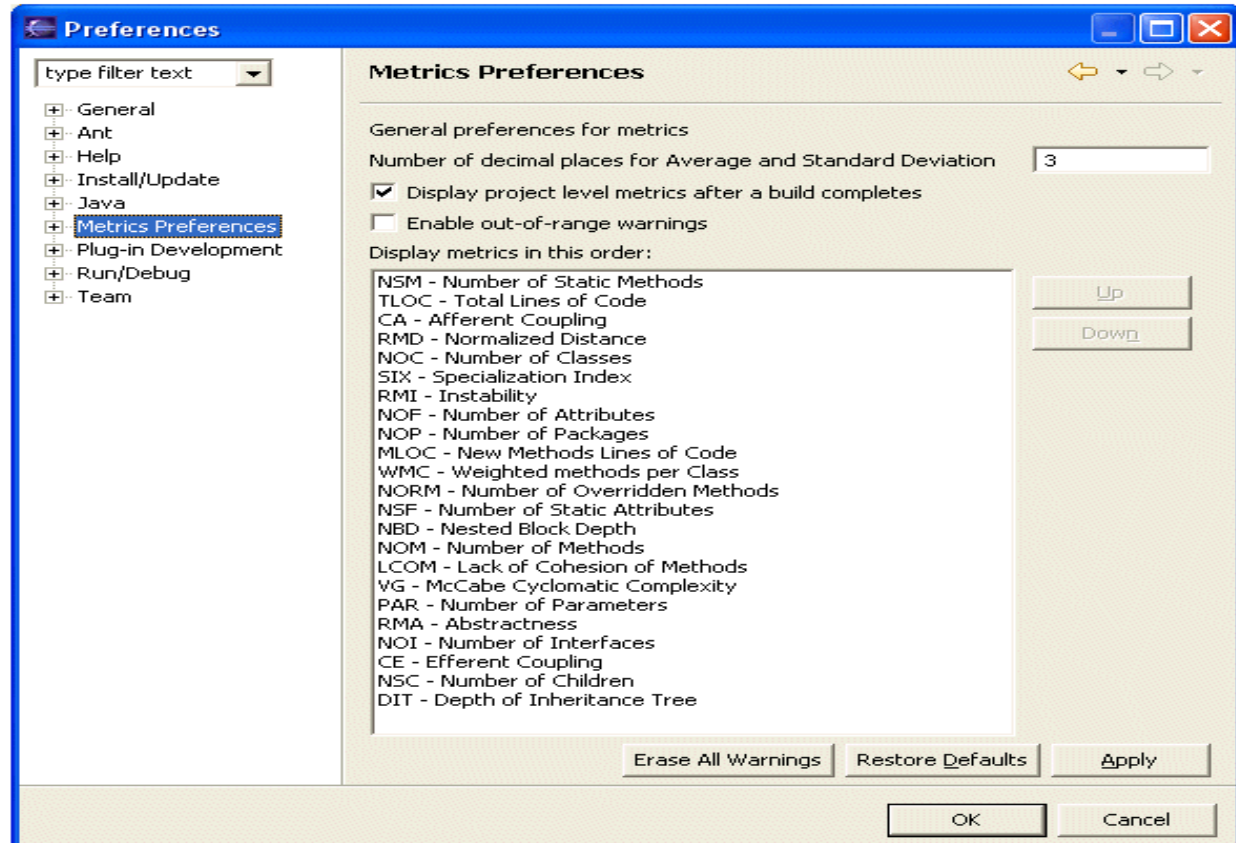 Preferences
type filter text
General
Ant
Help
Install/Update
Java
Metrics Preferences
Plug-in Development
Run/Debug
Team
Metrics Preferences
General preferences for metrics
Number of decimal places for Average and Standard Deviation 3
Display project level metrics after a build completes
Enable out-of-range warnings
Display metrics in this order:
NSM - Number of Static Methods
TLOC - Total Lines of Code
CA - Afferent Coupling
RMD - Normalized Distance
NOC - Number of Classes
SIX - Specialization Index
RMI - Instability
NOF - Number of Attributes
NOP - Number of Packages
MLOC - New Methods Lines of Code
WMC - Weighted methods per Class
NORM - Number of Overridden Methods
NSF - Number of Static Attributes
NBD - Nested Block Depth
NOM - Number of Methods
LCOM - Lack of Cohesion of Methods
VG - McCabe Cyclomatic Complexity
PAR - Number of Parameters
RMA - Abstractness
NOI - Number of Interfaces
CE - Efferent Coupling
NSC - Number of Children
DIT - Depth of Inheritance Tree
Up
Down
Erase All Warnings Restore Defaults Apply
OK Cancel